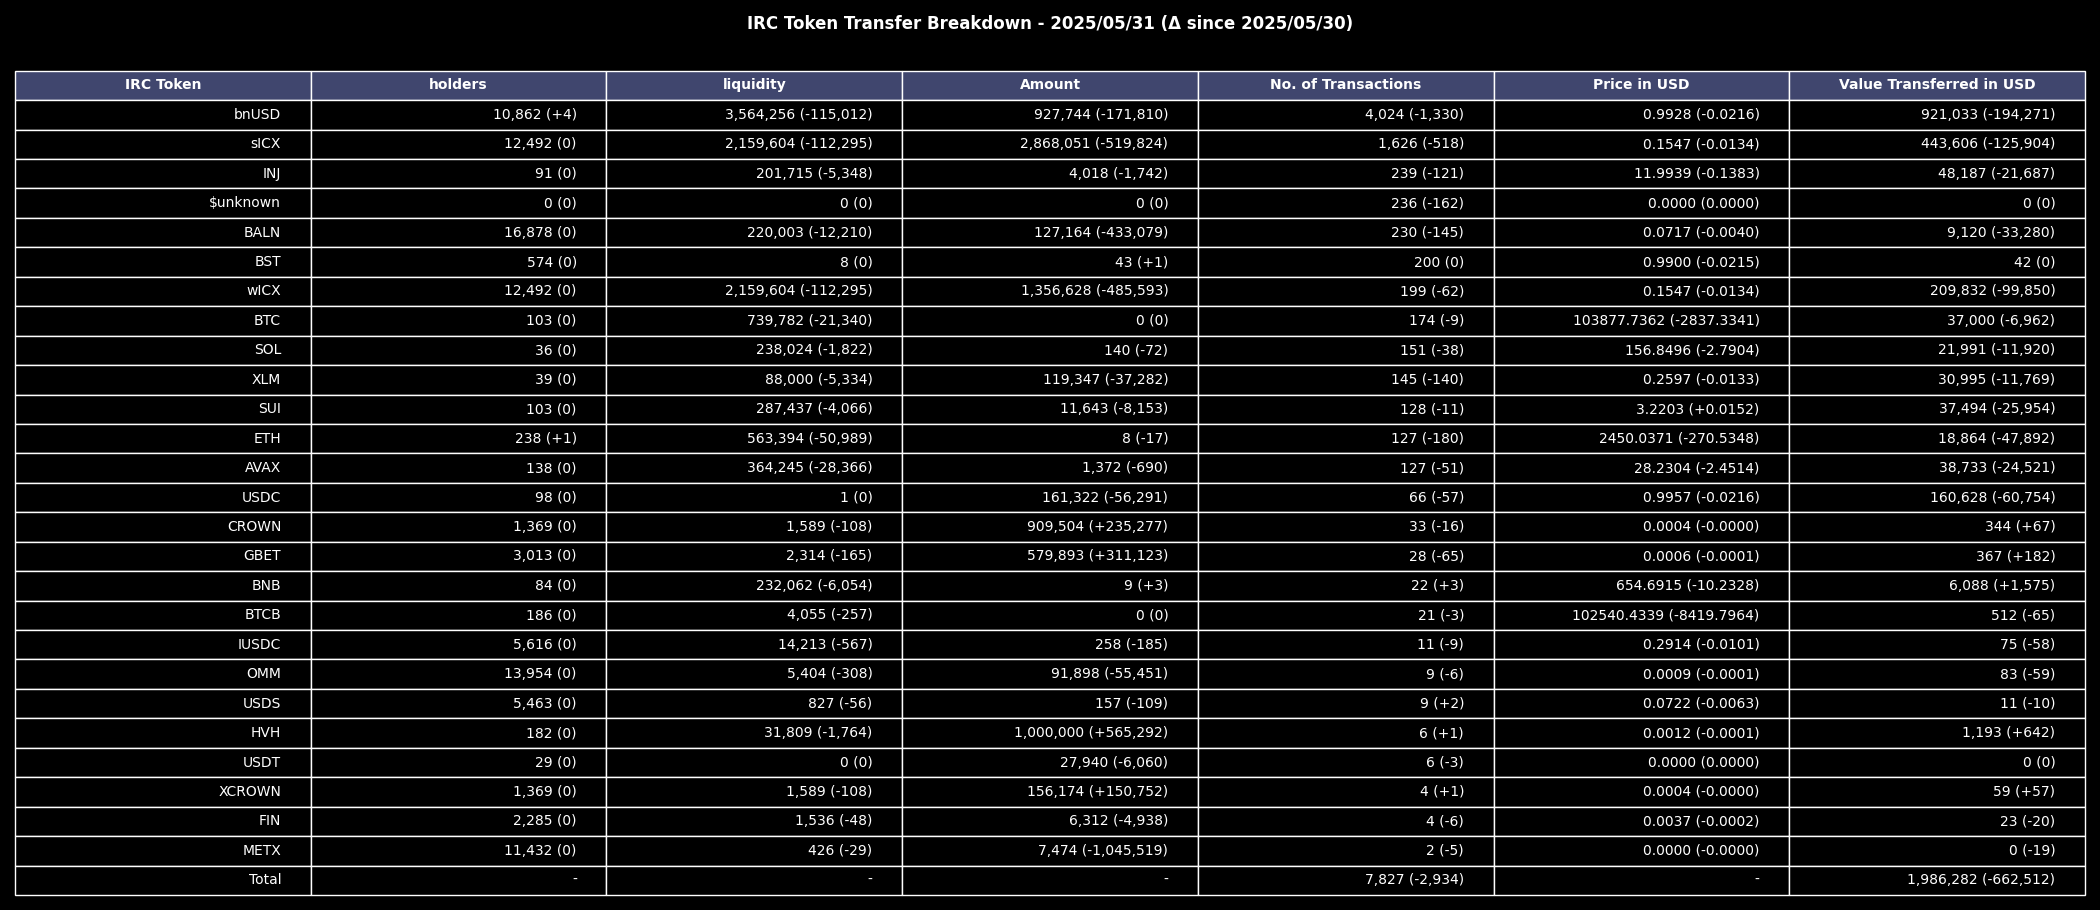 IRC Token Transfer Breakdown - 2025/05/31 (Δ since 2025/05/30)
IRC Token holders liquidity Amount No. of Transactions Price in USD Value Transferred in USD
bnUSD 10,862 (+4) 3,564,256 (-115,012) 927,744 (-171,810) 4,024 (-1,330) 0.9928 (-0.0216) 921,033 (-194,271)
sICX 12,492 (0) 2,159,604 (-112,295) 2,868,051 (-519,824) 1,626 (-518) 0.1547 (-0.0134) 443,606 (-125,904)
INJ 91 (0) 201,715 (-5,348) 4,018 (-1,742) 239 (-121) 11.9939 (-0.1383) 48,187 (-21,687)
$unknown 0 (0) 0 (0) 0 (0) 236 (-162) 0.0000 (0.0000) 0 (0)
BALN 16,878 (0) 220,003 (-12,210) 127,164 (-433,079) 230 (-145) 0.0717 (-0.0040) 9,120 (-33,280)
BST 574 (0) 8 (0) 43 (+1) 200 (0) 0.9900 (-0.0215) 42 (0)
wICX 12,492 (0) 2,159,604 (-112,295) 1,356,628 (-485,593) 199 (-62) 0.1547 (-0.0134) 209,832 (-99,850)
BTC 103 (0) 739,782 (-21,340) 0 (0) 174 (-9) 103877.7362 (-2837.3341) 37,000 (-6,962)
SOL 36 (0) 238,024 (-1,822) 140 (-72) 151 (-38) 156.8496 (-2.7904) 21,991 (-11,920)
XLM 39 (0) 88,000 (-5,334) 119,347 (-37,282) 145 (-140) 0.2597 (-0.0133) 30,995 (-11,769)
SUI 103 (0) 287,437 (-4,066) 11,643 (-8,153) 128 (-11) 3.2203 (+0.0152) 37,494 (-25,954)
ETH 238 (+1) 563,394 (-50,989) 8 (-17) 127 (-180) 2450.0371 (-270.5348) 18,864 (-47,892)
AVAX 138 (0) 364,245 (-28,366) 1,372 (-690) 127 (-51) 28.2304 (-2.4514) 38,733 (-24,521)
USDC 98 (0) 1 (0) 161,322 (-56,291) 66 (-57) 0.9957 (-0.0216) 160,628 (-60,754)
CROWN 1,369 (0) 1,589 (-108) 909,504 (+235,277) 33 (-16) 0.0004 (-0.0000) 344 (+67)
GBET 3,013 (0) 2,314 (-165) 579,893 (+311,123) 28 (-65) 0.0006 (-0.0001) 367 (+182)
BNB 84 (0) 232,062 (-6,054) 9 (+3) 22 (+3) 654.6915 (-10.2328) 6,088 (+1,575)
BTCB 186 (0) 4,055 (-257) 0 (0) 21 (-3) 102540.4339 (-8419.7964) 512 (-65)
IUSDC 5,616 (0) 14,213 (-567) 258 (-185) 11 (-9) 0.2914 (-0.0101) 75 (-58)
OMM 13,954 (0) 5,404 (-308) 91,898 (-55,451) 9 (-6) 0.0009 (-0.0001) 83 (-59)
USDS 5,463 (0) 827 (-56) 157 (-109) 9 (+2) 0.0722 (-0.0063) 11 (-10)
HVH 182 (0) 31,809 (-1,764) 1,000,000 (+565,292) 6 (+1) 0.0012 (-0.0001) 1,193 (+642)
USDT 29 (0) 0 (0) 27,940 (-6,060) 6 (-3) 0.0000 (0.0000) 0 (0)
XCROWN 1,369 (0) 1,589 (-108) 156,174 (+150,752) 4 (+1) 0.0004 (-0.0000) 59 (+57)
FIN 2,285 (0) 1,536 (-48) 6,312 (-4,938) 4 (-6) 0.0037 (-0.0002) 23 (-20)
METX 11,432 (0) 426 (-29) 7,474 (-1,045,519) 2 (-5) 0.0000 (-0.0000) 0 (-19)
Total - - - 7,827 (-2,934) - 1,986,282 (-662,512)